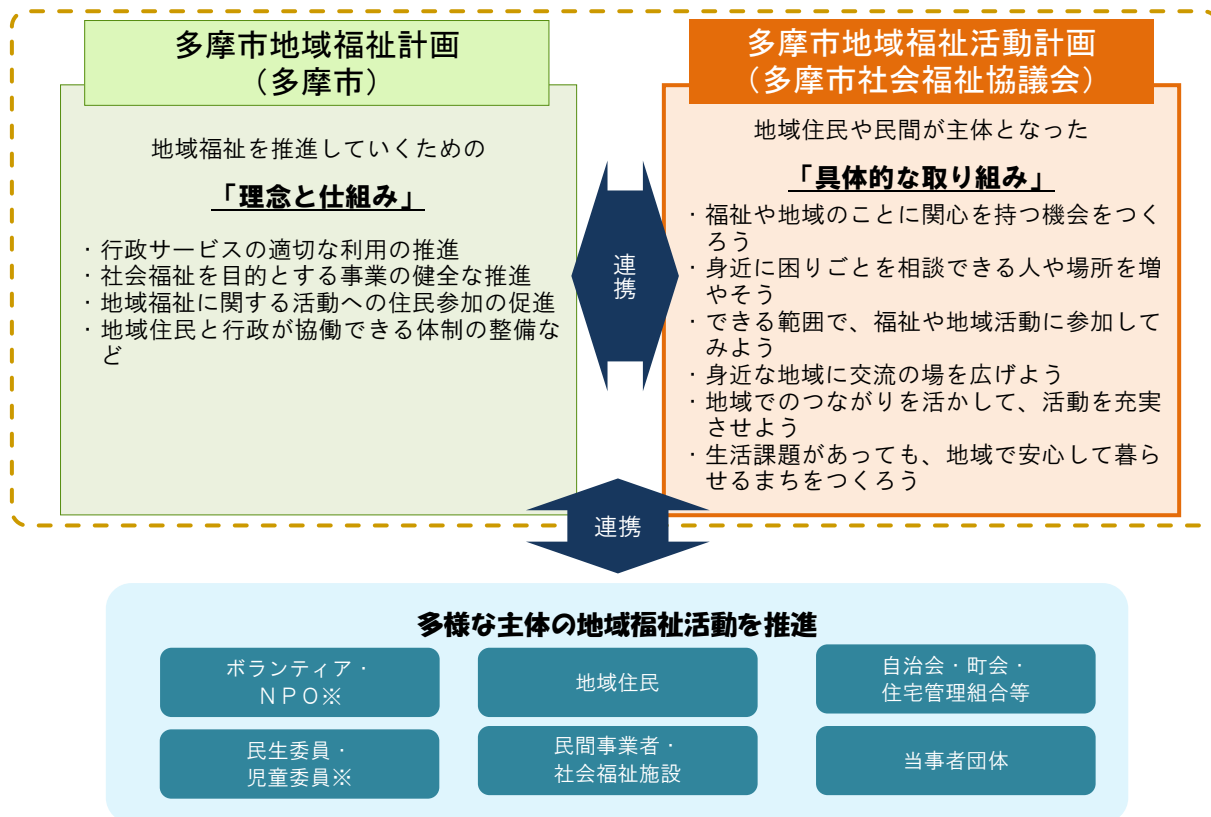 多摩市地域福祉計画
（多摩市）
地域福祉を推進していくための
「理念と仕組み」
・行政サービスの適切な利用の推進
・社会福祉を目的とする事業の健全な推進
・地域福祉に関する活動への住民参加の促進
・地域住民と行政が協働できる体制の整備な
ど
連携
多摩市地域福祉活動計画
（多摩市社会福祉協議会）
地域住民や民間が主体となった
「具体的な取り組み」
・福祉や地域のことに関心を持つ機会をつく
ろう
・身近に困りごとを相談できる人や場所を増
やそう
・できる範囲で、福祉や地域活動に参加して
みよう
・身近な地域に交流の場を広げよう
・地域でのつながりを活かして、活動を充実
させよう
・生活課題があっても、地域で安心して暮ら
せるまちをつくろう
連携
多様な主体の地域福祉活動を推進
ボランティア・
ＮＰＯ※
地域住民
自治会・町会・
住宅管理組合等
民生委員・
児童委員※
民間事業者・
社会福祉施設
当事者団体